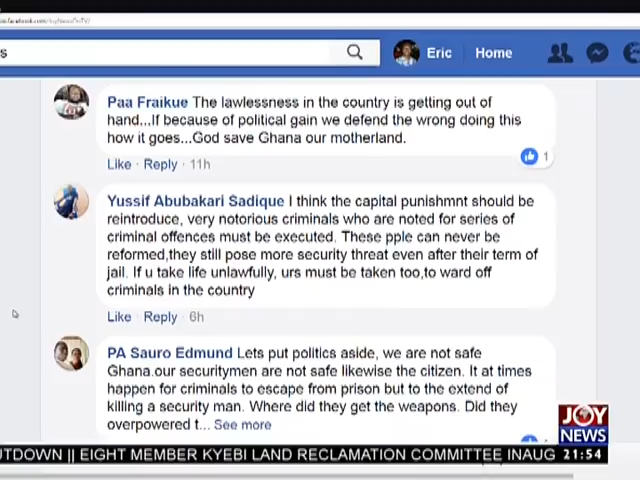 s
Eric
Home
Paa Fraikue The lawlessness in the country is getting out of
hand...If because of political gain we defend the wrong doing this
how it goes...God save Ghana our motherland.
Like · Reply · 11h
1
Yussif Abubakari Sadique I think the capital punishmnt should be
reintroduce, very notorious criminals who are noted for series of
criminal offences must be executed. These pple can never be
reformed,they still pose more security threat even after their term of
jail. If u take life unlawfully, urs must be taken too,to ward off
criminals in the country
Like · Reply · 6h
PA Sauro Edmund Lets put politics aside, we are not safe
Ghana.our securitymen are not safe likewise the citizen. It at times
happen for criminals to escape from prison but to the extend of
killing a security man. Where did they get the weapons. Did they
overpowered t... See more
JOY
NEWS
UTDOWN || EIGHT MEMBER KYEBI LAND RECLAMATION COMMITTEE INAUG
21:54